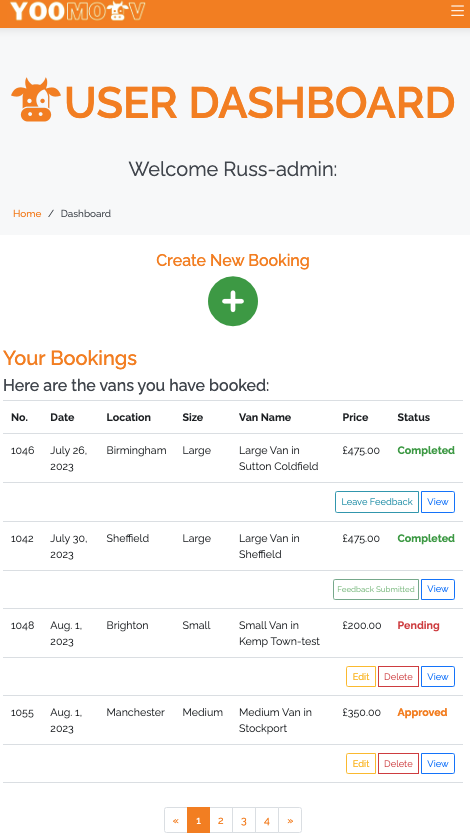 YOOMOOV
USER DASHBOARD
Welcome Russ-admin:
Home / Dashboard
Create New Booking
Your Bookings
Here are the vans you have booked:
No. Date Location Size Van Name Price Status
1046 July 26, Birmingham Large Large Van in £475.00 Completed
2023 Sutton Coldfield
Leave Feedback View
1042 July 30, Sheffield Large Large Van in £475.00 Completed
2023 Sheffield
Feedback Submitted View
1048 Aug. 1, Brighton Small Small Van in £200.00 Pending
2023 Kemp Town-test
Edit Delete View
1055 Aug. 1, Manchester Medium Medium Van in £350.00 Approved
2023 Stockport
Edit Delete View
« 1 2 3 4 »